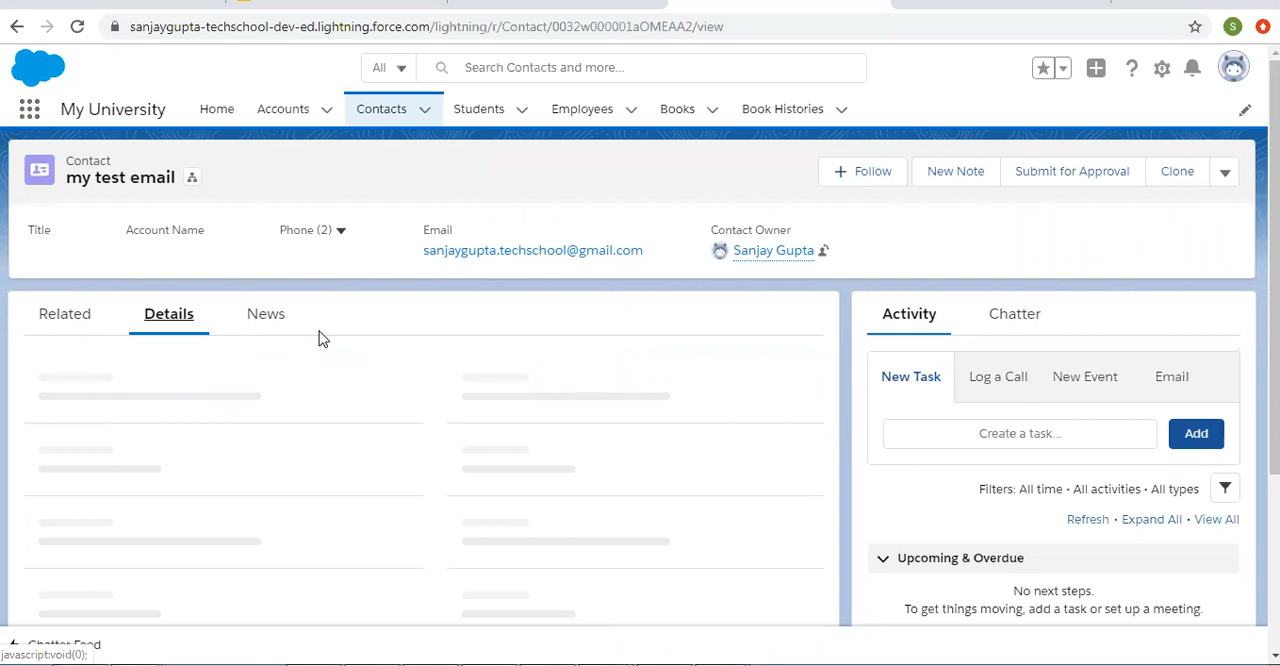 sanjaygupta-techschool-dev-ed.lightning.force.com/lightning/r/Contact/0032w000001aOMEAA2/view
S
All
Search Contacts and more...
My University
Home
Accounts
Contacts
Students
Employees
Books
Book Histories
Contact
my test email
Follow
New Note
Submit for Approval
Clone
Title
Account Name
Phone (2)
Email
Contact Owner
sanjaygupta.techschool@gmail.com
Sanjay Gupta
Related
Details
News
Activity
Chatter
New Task
Log a Call
New Event
Email
Create a task...
Add
Filters: All time • All activities • All types
Refresh • Expand All • View All
Upcoming & Overdue
No next steps.
To get things moving, add a task or set up a meeting.
Chatter Feed
javascript:void(0);